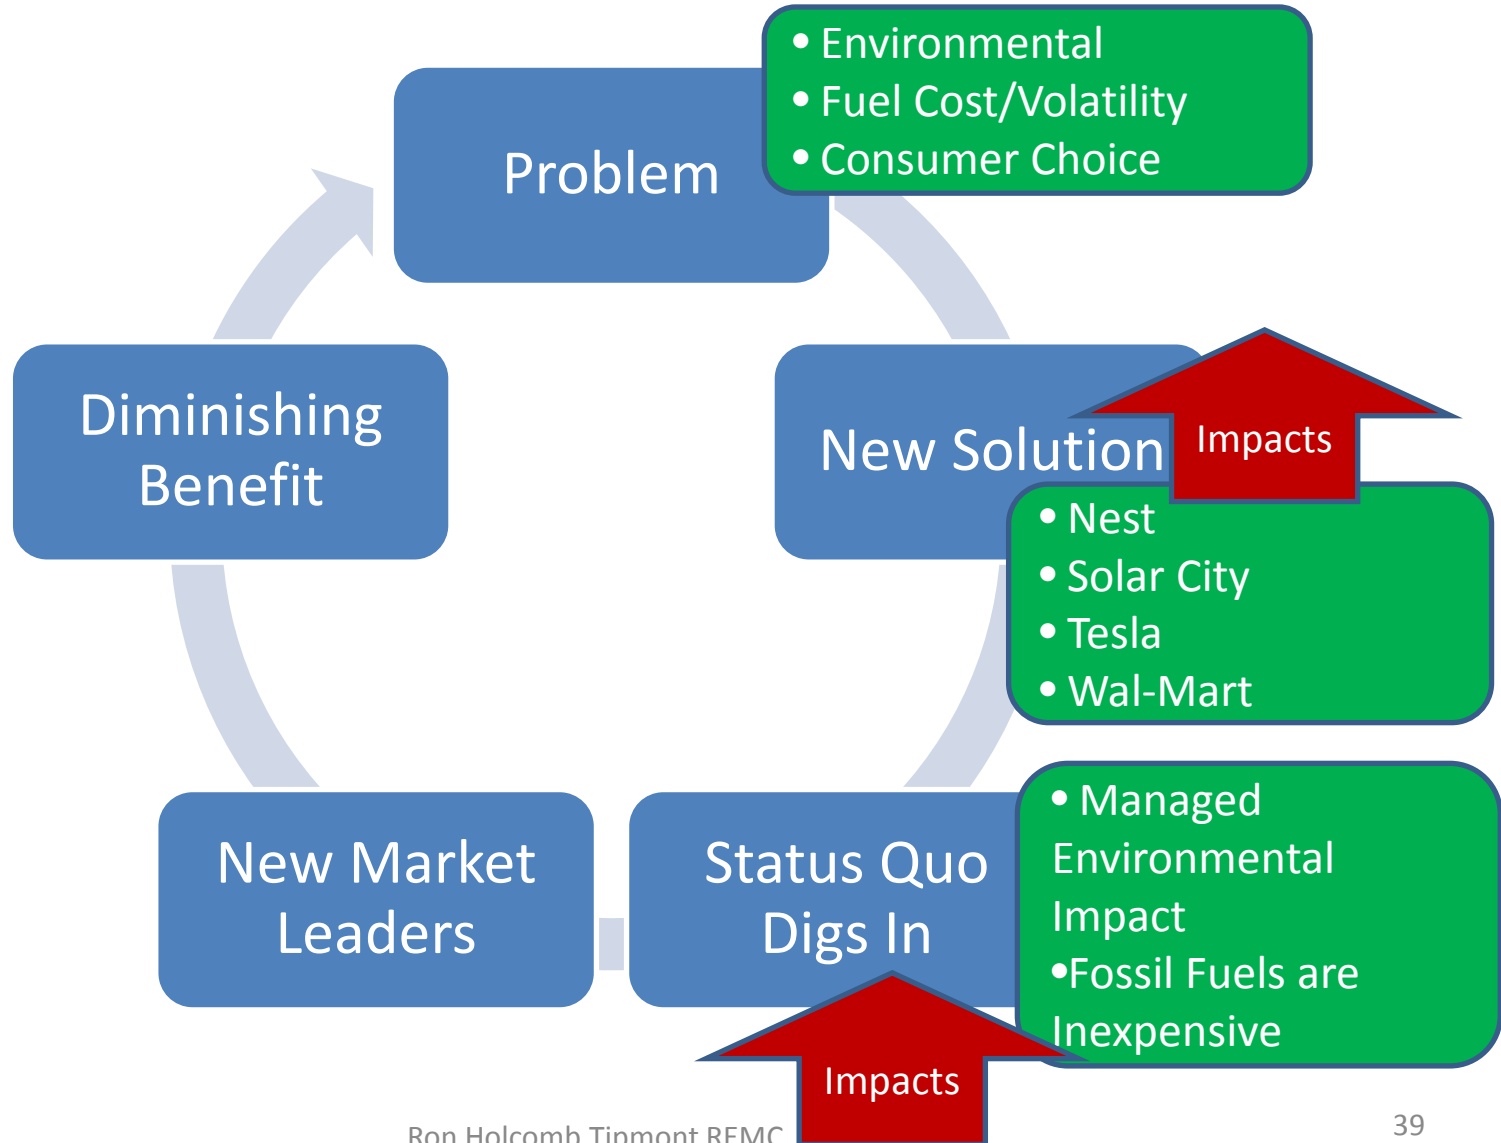 Problem
• Environmental
• Fuel Cost/Volatility
• Consumer Choice
New Solution
Impacts
• Nest
• Solar City
• Tesla
• Wal-Mart
Status Quo
Digs In
• Managed
Environmental
Impact
•Fossil Fuels are
Inexpensive
Impacts
New Market
Leaders
Diminishing
Benefit
Ron Holcomb Tipmont REMC
39